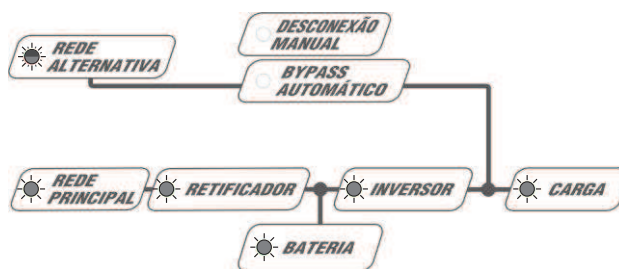 DESCONEXÃO
MANUAL
REDE
ALTERNATIVA
BYPASS
AUTOMÁTICO
REDE
PRINCIPAL
RETIFICADOR
INVERSOR
CARGA
BATERIA